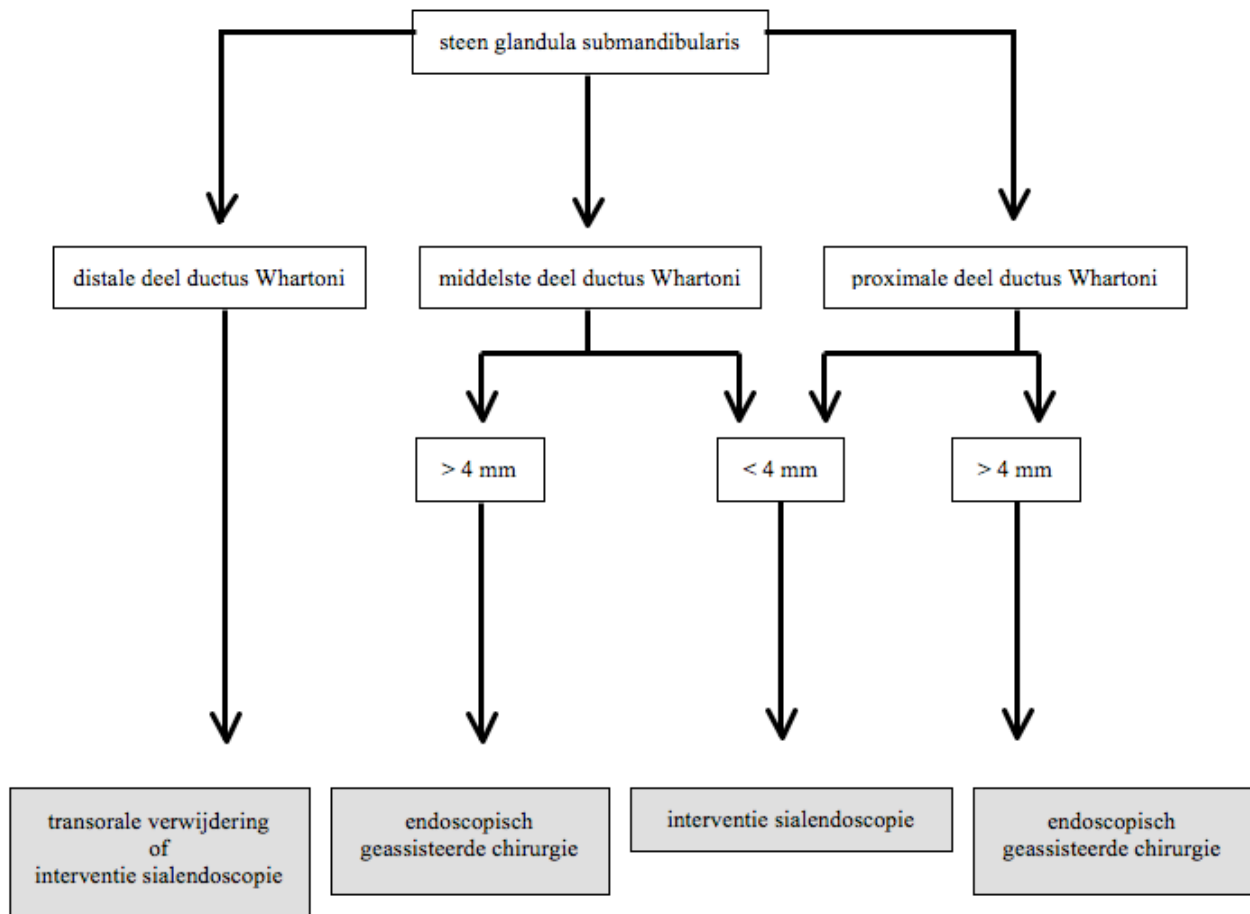 steen glandula submandibularis
distale deel ductus Whartoni
middelste deel ductus Whartoni
proximale deel ductus Whartoni
> 4 mm
< 4 mm
> 4 mm
transorale verwijdering
of
interventie sialendoscopie
endoscopisch
geassisteerde chirurgie
interventie sialendoscopie
endoscopisch
geassisteerde chirurgie